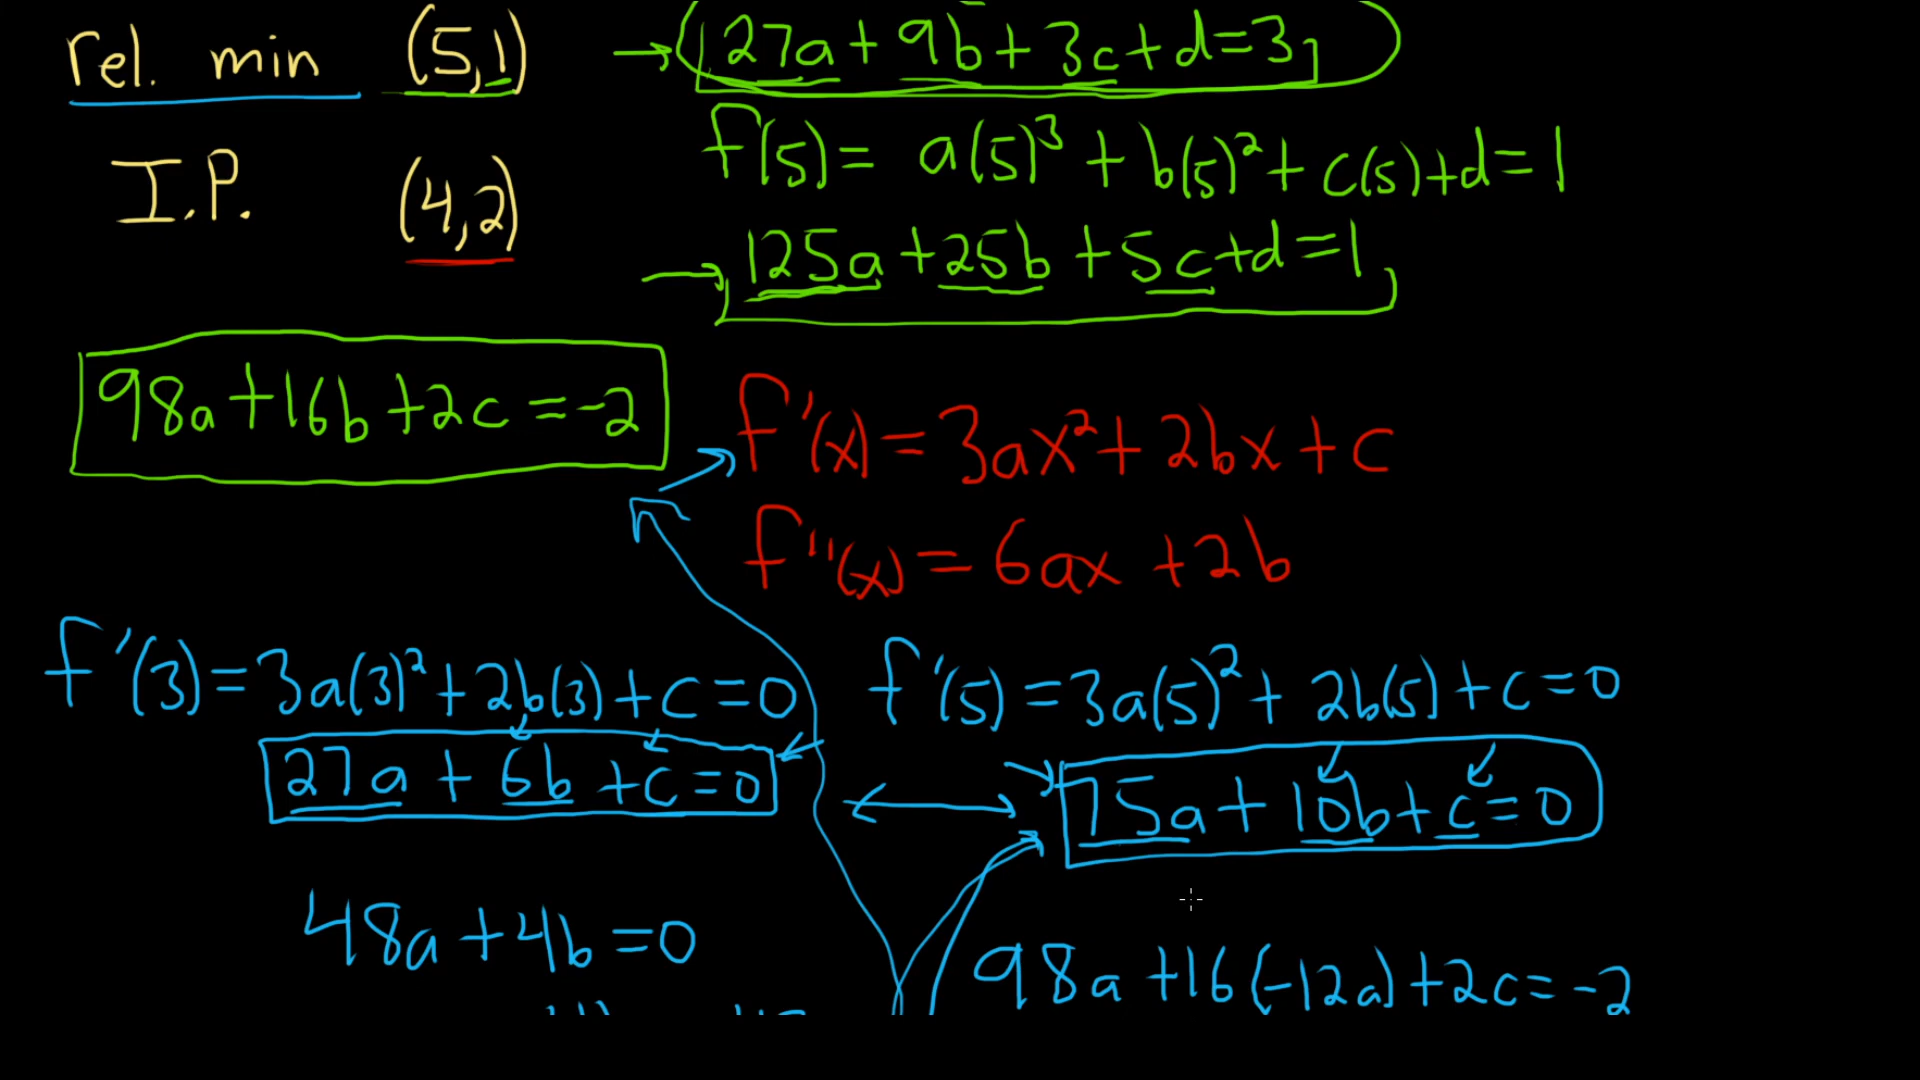 rel. min (5,1) → 27a + 9b + 3c + d = 3
f(5) = a(5)³ + b(5)² + c(5) + d = 1
I.P. (4,2)
→ 125a + 25b + 5c + d = 1
98a + 16b + 2c = -2
f'(x) = 3ax² + 2bx + c
f''(x) = 6ax + 2b
f'(3) = 3a(3)² + 2b(3) + c = 0
f'(5) = 3a(5)² + 2b(5) + c = 0
27a + 6b + c = 0
75a + 10b + c = 0
48a + 4b = 0
98a + 16(-12a) + 2c = -2